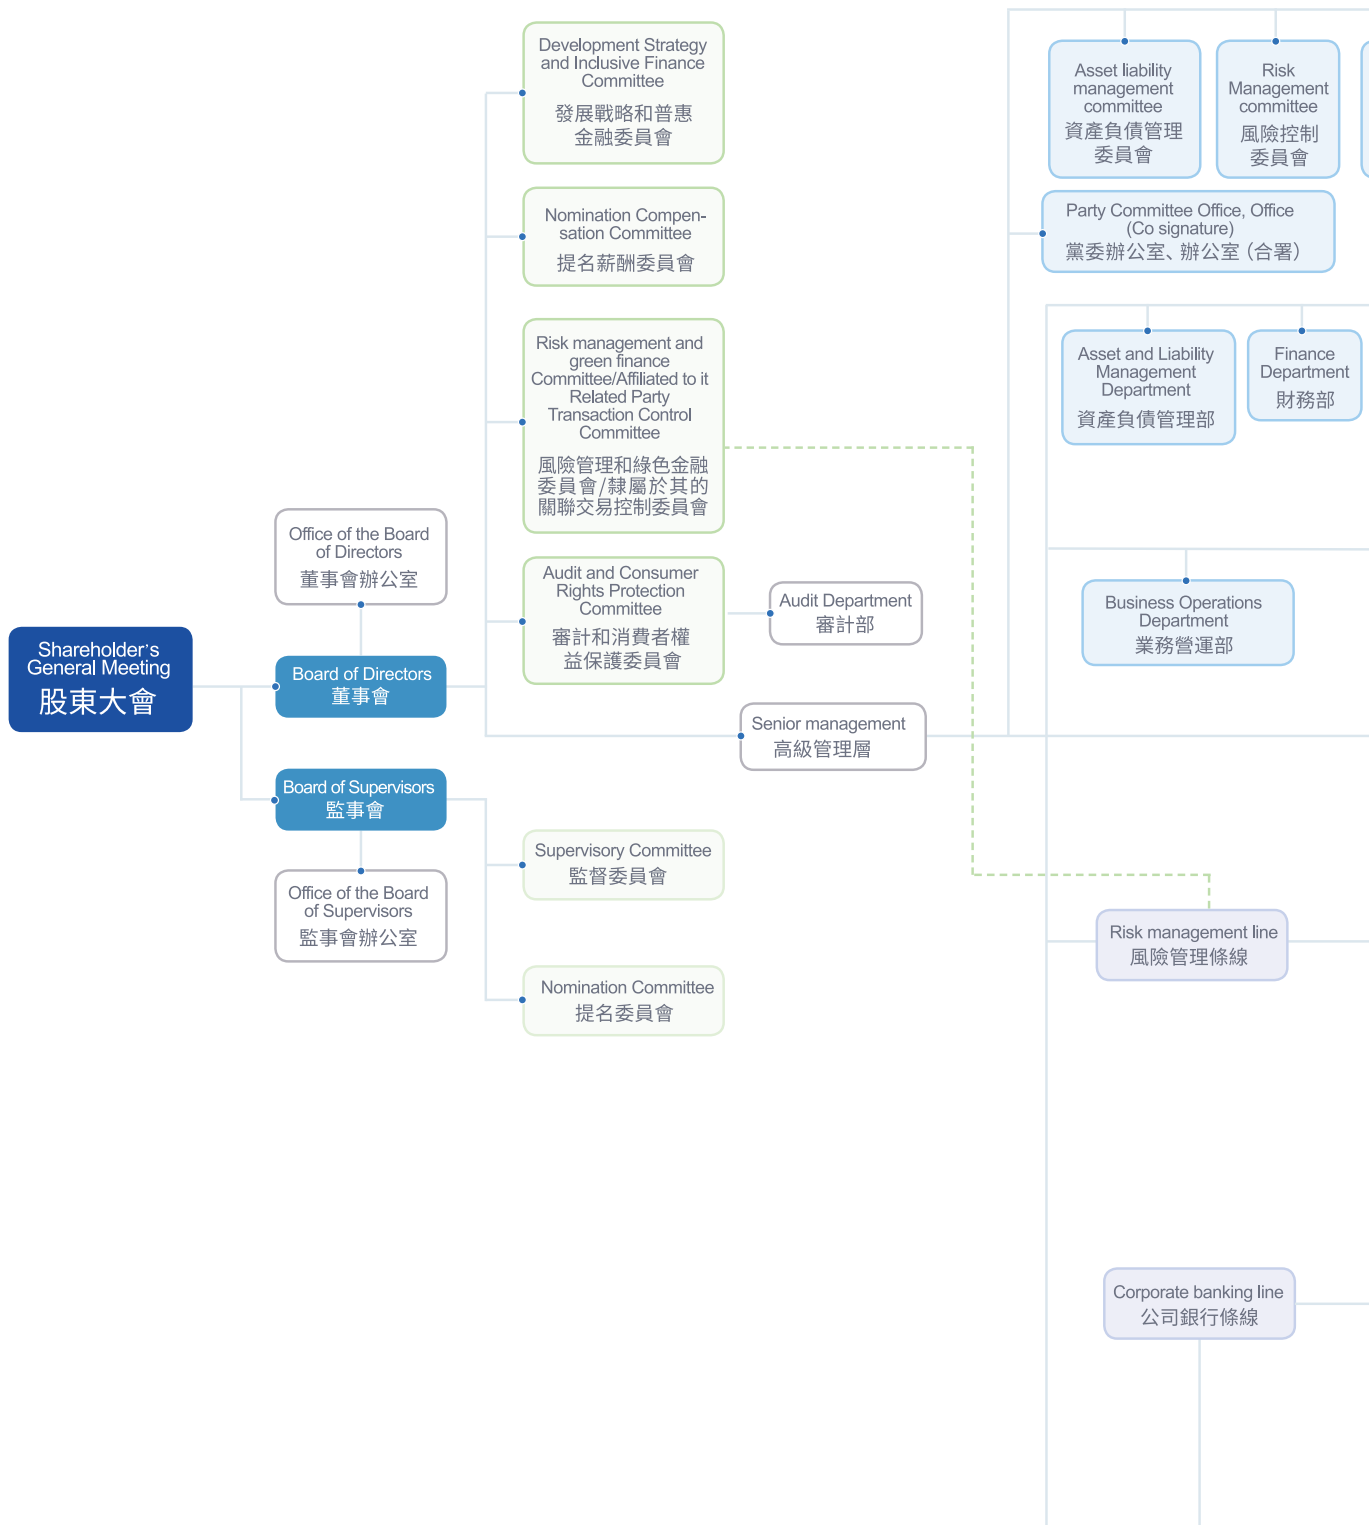 Shareholder's
General Meeting
股東大會
Office of the Board
of Directors
董事會辦公室
Board of Directors
董事會
Board of Supervisors
監事會
Office of the Board
of Supervisors
監事會辦公室
Development Strategy
and Inclusive Finance
Committee
發展戰略和普惠
金融委員會
Nomination Compen-
sation Committee
提名薪酬委員會
Risk management and
green finance
Committee/Affiliated to it
Related Party
Transaction Control
Committee
風險管理和綠色金融
委員會/隸屬於其的
關聯交易控制委員會
Audit and Consumer
Rights Protection
Committee
審計和消費者權
益保護委員會
Audit Department
審計部
Senior management
高級管理層
Supervisory Committee
監督委員會
Nomination Committee
提名委員會
Asset liability
management
committee
資產負債管理
委員會
Risk
Management
committee
風險控制
委員會
Party Committee Office, Office
(Co signature)
黨委辦公室、辦公室（合署）
Asset and Liability
Management
Department
資產負債管理部
Finance
Department
財務部
Business Operations
Department
業務營運部
Risk management line
風險管理條線
Corporate banking line
公司銀行條線